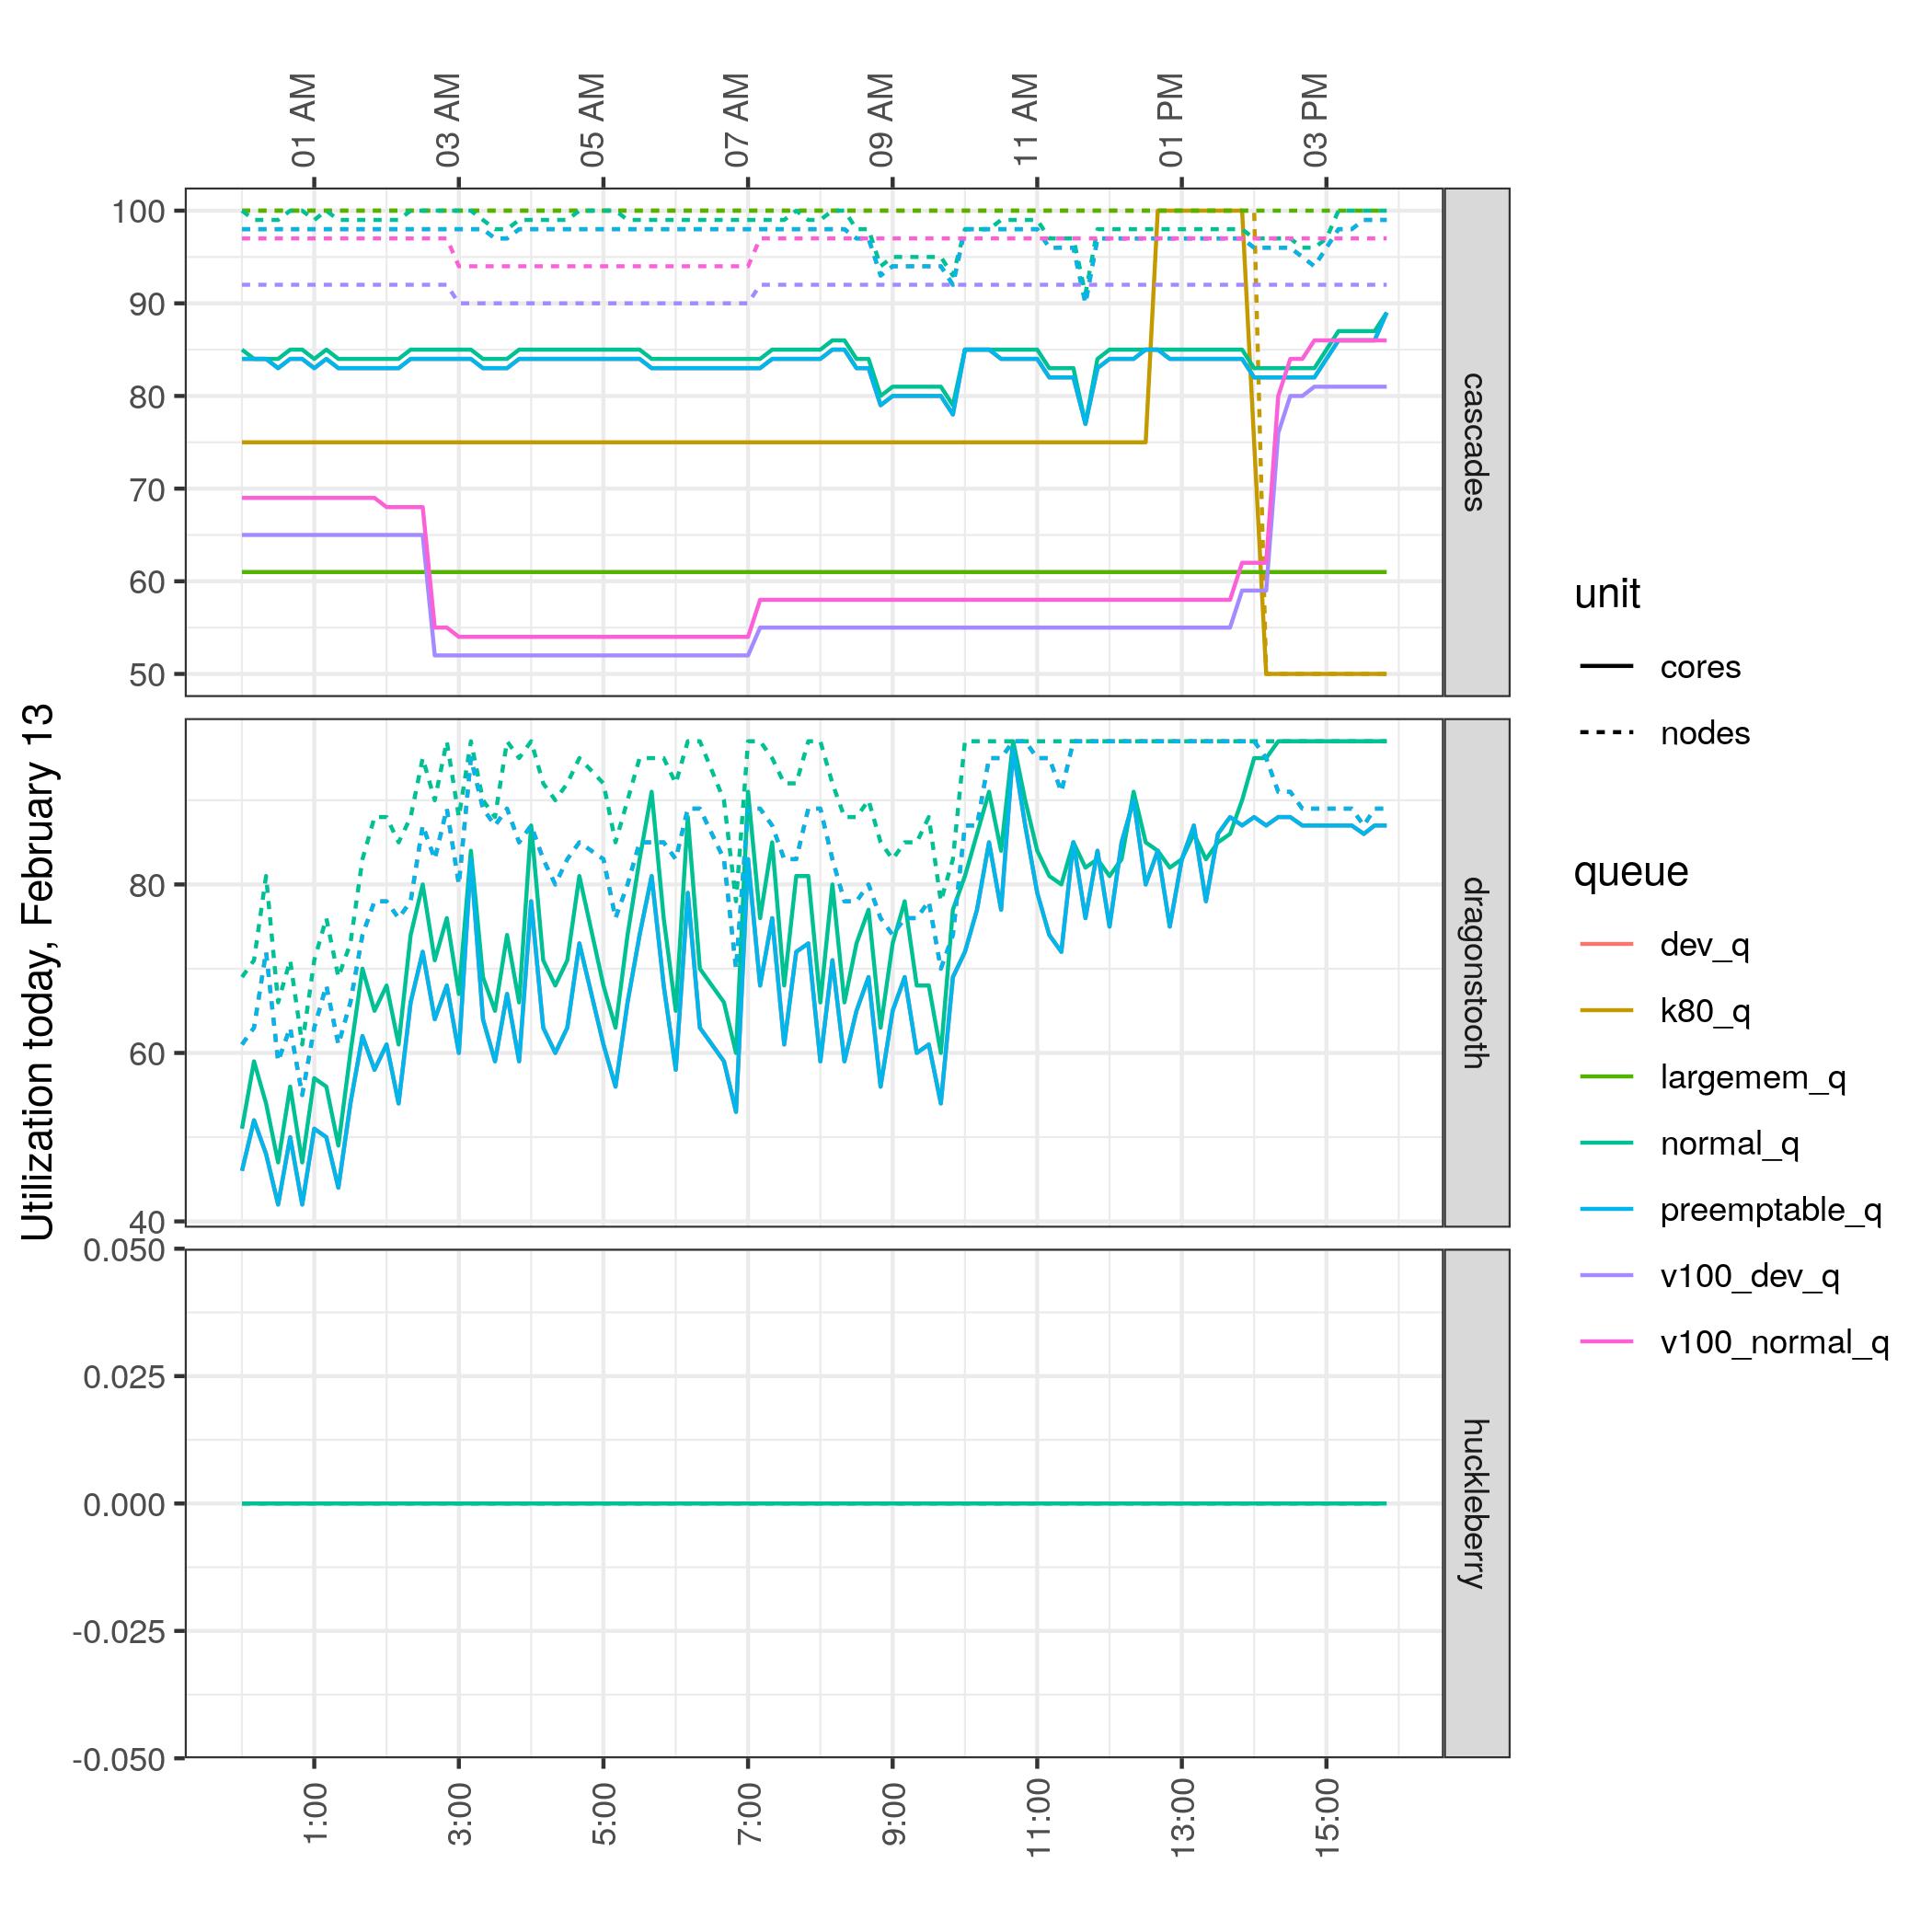 01 AM
03 AM
05 AM
07 AM
09 AM
11 AM
01 PM
03 PM
Utilization today, February 13
100
90
80
70
60
50
cascades
80
60
40
dragonstooth
0.050
0.025
0.000
-0.025
-0.050
huckleberry
1:00
3:00
5:00
7:00
9:00
11:00
13:00
15:00
unit
cores
nodes
queue
dev_q
k80_q
largemem_q
normal_q
preemptable_q
v100_dev_q
v100_normal_q